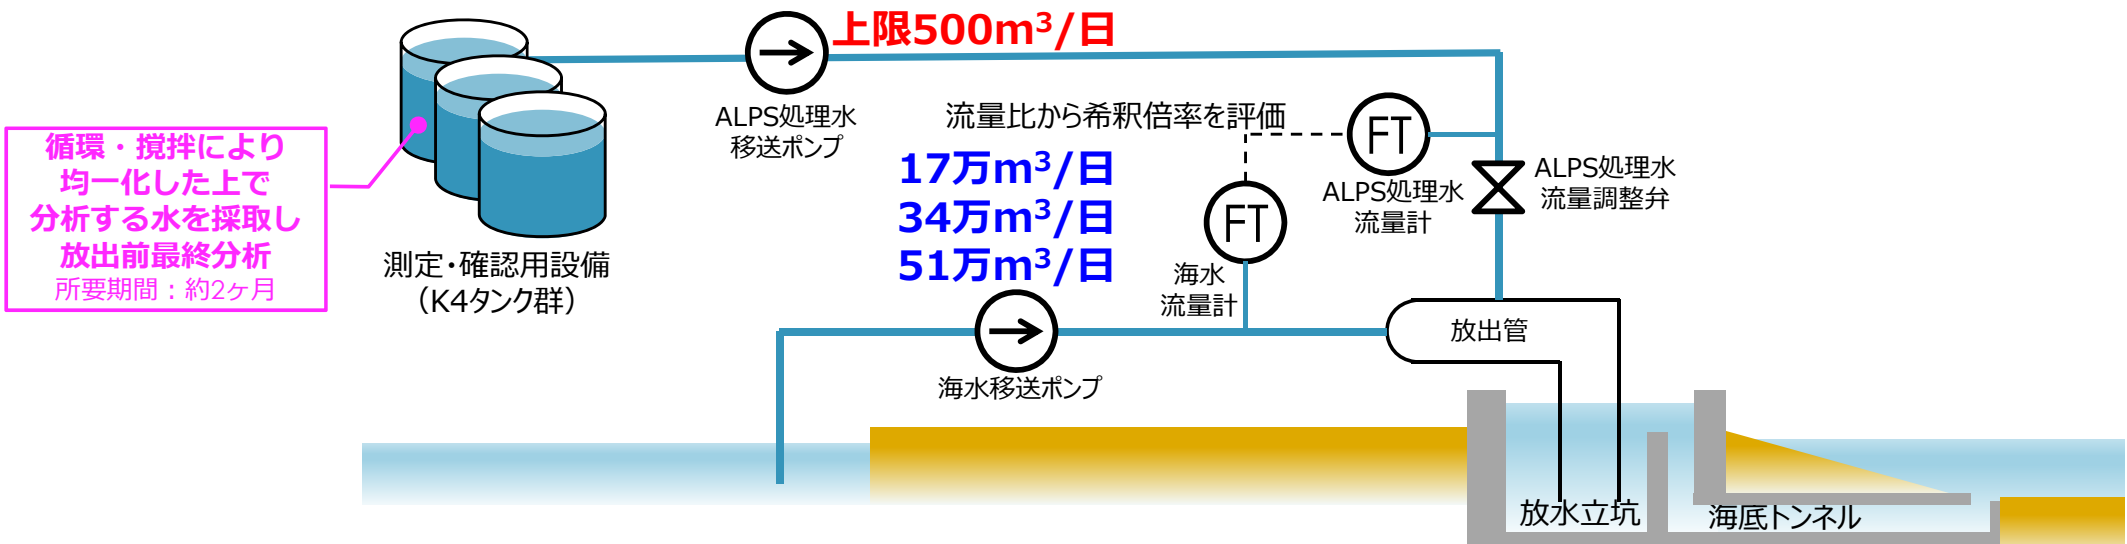 上限500m³/日
ALPS処理水
移送ポンプ
流量比から希釈倍率を評価
FT
ALPS処理水
流量計
ALPS処理水
流量調整弁
循環・撹拌により
均一化した上で
分析する水を採取し
放出前最終分析
所要期間：約2ヶ月
17万m³/日
34万m³/日
51万m³/日
FT
海水
流量計
測定・確認用設備
（K4タンク群）
放出管
海水移送ポンプ
放水立坑
海底トンネル